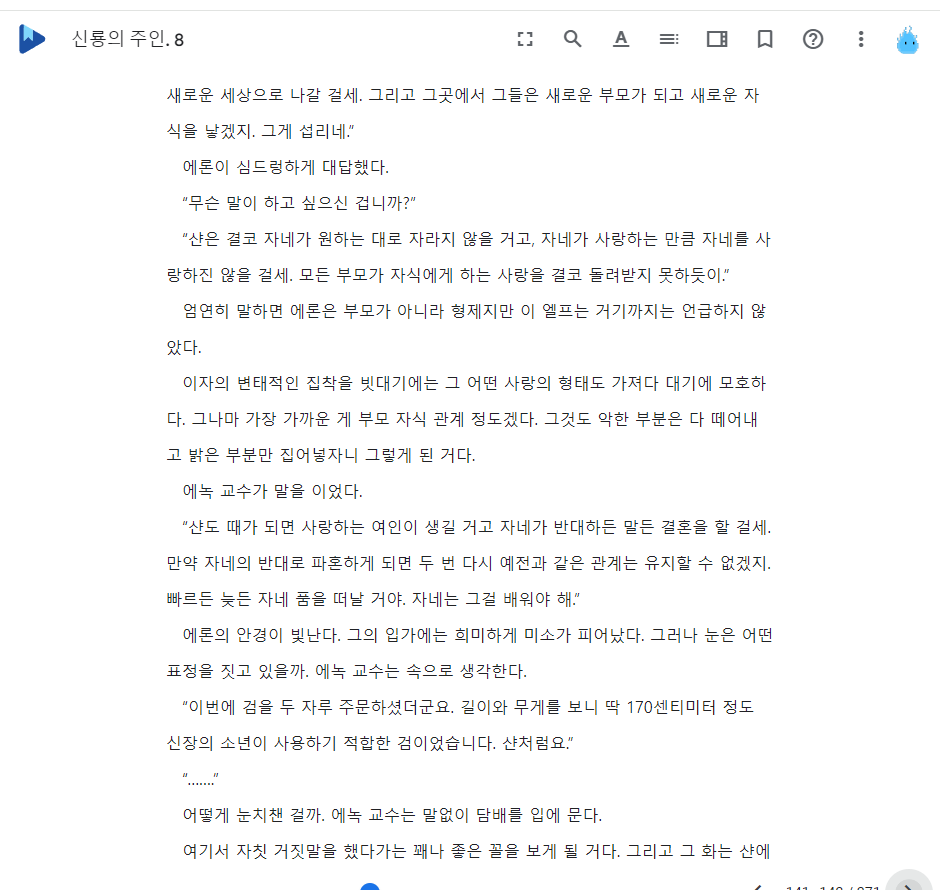 신룡의 주인. 8
새로운 세상으로 나갈 걸세. 그리고 그곳에서 그들은 새로운 부모가 되고 새로운 자
식을 낳겠지. 그게 섭리네.”
에론이 심드렁하게 대답했다.
“무슨 말이 하고 싶으신 겁니까?”
“샨은 결코 자네가 원하는 대로 자라지 않을 거고, 자네가 사랑하는 만큼 자네를 사
랑하진 않을 걸세. 모든 부모가 자식에게 하는 사랑을 결코 돌려받지 못하듯이.”
엄연히 말하면 에론은 부모가 아니라 형제지만 이 엘프는 거기까지는 언급하지 않
았다.
이자의 변태적인 집착을 빗대기에는 그 어떤 사랑의 형태도 가져다 대기에 모호하
다. 그나마 가장 가까운 게 부모 자식 관계 정도겠다. 그것도 악한 부분은 다 떼어내
고 밝은 부분만 집어넣자니 그렇게 된 거다.
에녹 교수가 말을 이었다.
“샨도 때가 되면 사랑하는 여인이 생길 거고 자네가 반대하든 말든 결혼을 할 걸세.
만약 자네의 반대로 파혼하게 되면 두 번 다시 예전과 같은 관계는 유지할 수 없겠지.
빠르든 늦든 자네 품을 떠날 거야. 자네는 그걸 배워야 해.”
에론의 안경이 빛난다. 그의 입가에는 희미하게 미소가 피어났다. 그러나 눈은 어떤
표정을 짓고 있을까. 에녹 교수는 속으로 생각한다.
“이번에 검을 두 자루 주문하셨더군요. 길이와 무게를 보니 딱 170센티미터 정도
신장의 소년이 사용하기 적합한 검이었습니다. 샨처럼요.”
“…….”
어떻게 눈치챈 걸까. 에녹 교수는 말없이 담배를 입에 문다.
여기서 자칫 거짓말을 했다가는 꽤나 좋은 꼴을 보게 될 거다. 그리고 그 화는 샨에